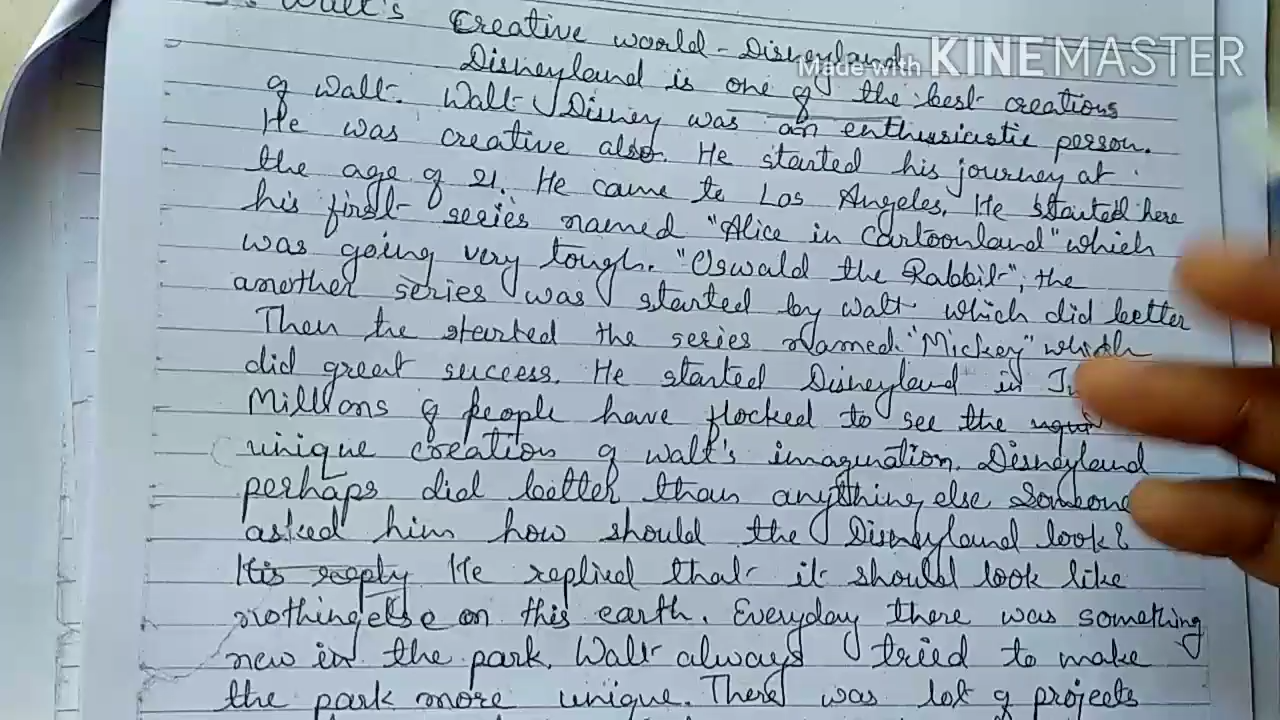 Walt's Creative world - Disneyland
Made with KINEMASTER
Disneyland is one of the best creations
of Walt. Walt Disney was an enthusiastic person.
He was creative also. He started his journey at
the age of 21. He came to Los Angeles. He started here
his first series named "Alice in Cartoonland" which
was going very tough. "Oswald the Rabbit", the
another series was started by Walt which did better
Then he started the series named "Mickey" which
did great success. He started Disneyland in
Millions of people have flocked to see the
unique creation of Walt's imagination. Disneyland
perhaps did better than anything else Someone
asked him how should the Disneyland look?
His reply He replied that it should look like
nothing else on this earth. Everyday there was something
new in the park. Walt always tried to make
the park more unique. There was lot of projects